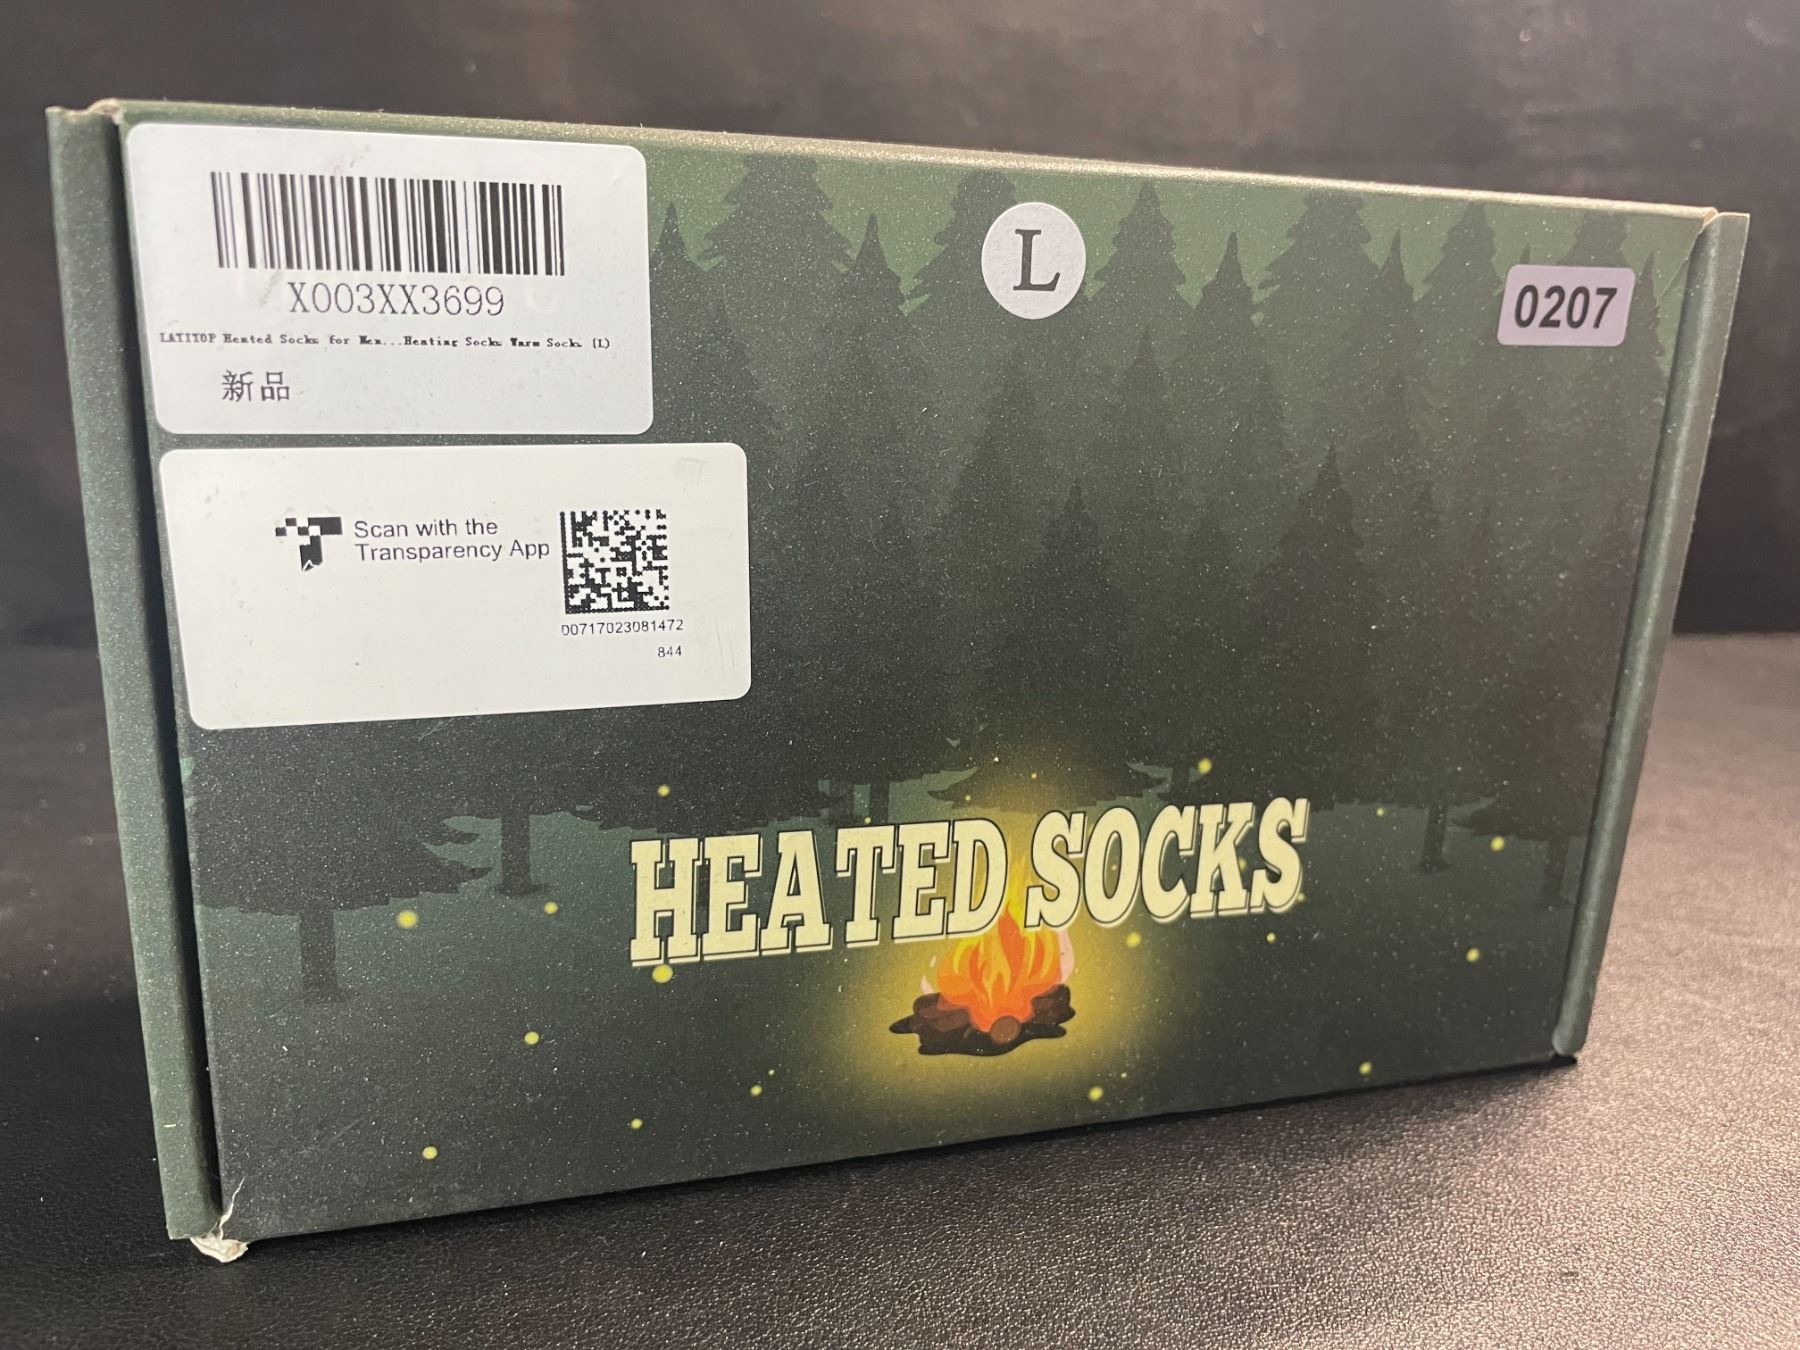 X003XX3699
LATITOP Heated Socks for Men...Heating Socks Warm Socks (L)
新品
L
0207
Scan with the
Transparency App
00717023081472
844
HEATED SOCKS